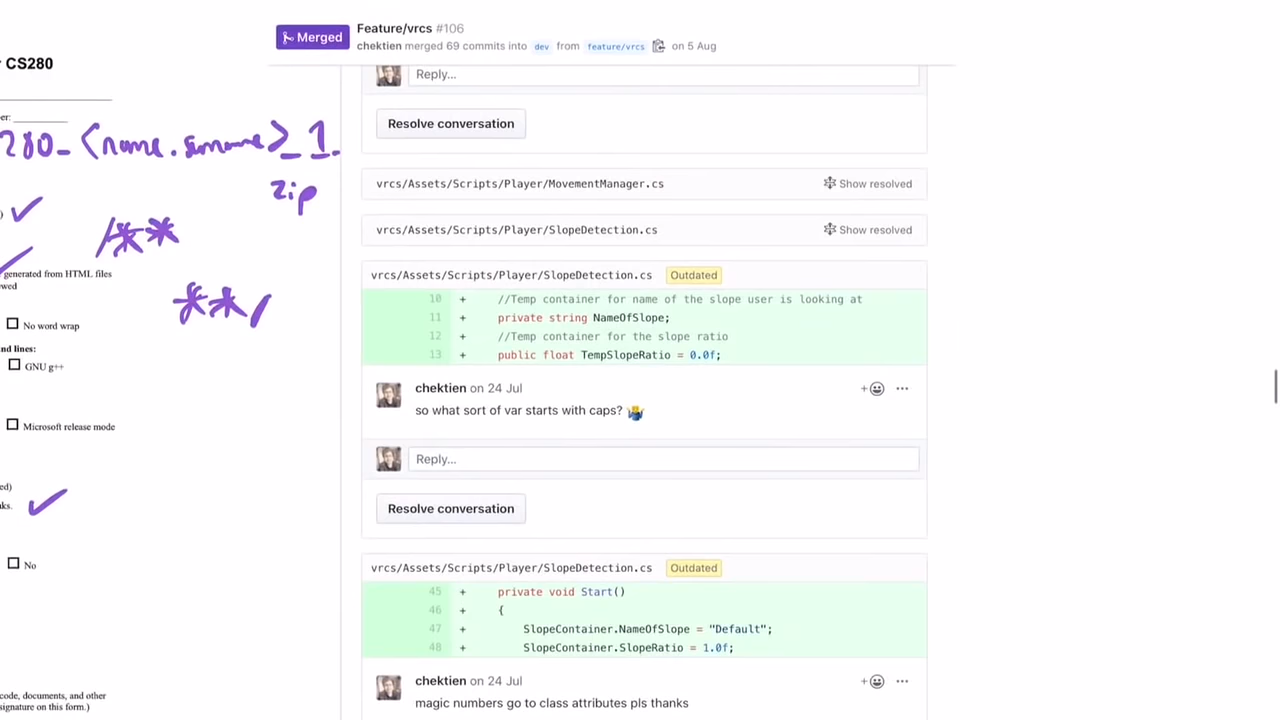 Merged
Feature/vrcs #106
chektien merged 69 commits into dev from feature/vrcs on 5 Aug
CS280
er:
280_<name.surname>_1_
zip
)
/**
generated from HTML files
wed
**/
No word wrap
nd lines:
GNU g++
Microsoft release mode
ed)
ks.
No
code, documents, and other
signature on this form.)
Reply...
Resolve conversation
vrcs/Assets/Scripts/Player/MovementManager.cs Show resolved
vrcs/Assets/Scripts/Player/SlopeDetection.cs Show resolved
vrcs/Assets/Scripts/Player/SlopeDetection.cs Outdated
10 + //Temp container for name of the slope user is looking at
11 + private string NameOfSlope;
12 + //Temp container for the slope ratio
13 + public float TempSlopeRatio = 0.0f;
chektien on 24 Jul
so what sort of var starts with caps? 🤷‍♂️
Reply...
Resolve conversation
vrcs/Assets/Scripts/Player/SlopeDetection.cs Outdated
45 + private void Start()
46 + {
47 + SlopeContainer.NameOfSlope = "Default";
48 + SlopeContainer.SlopeRatio = 1.0f;
chektien on 24 Jul
magic numbers go to class attributes pls thanks